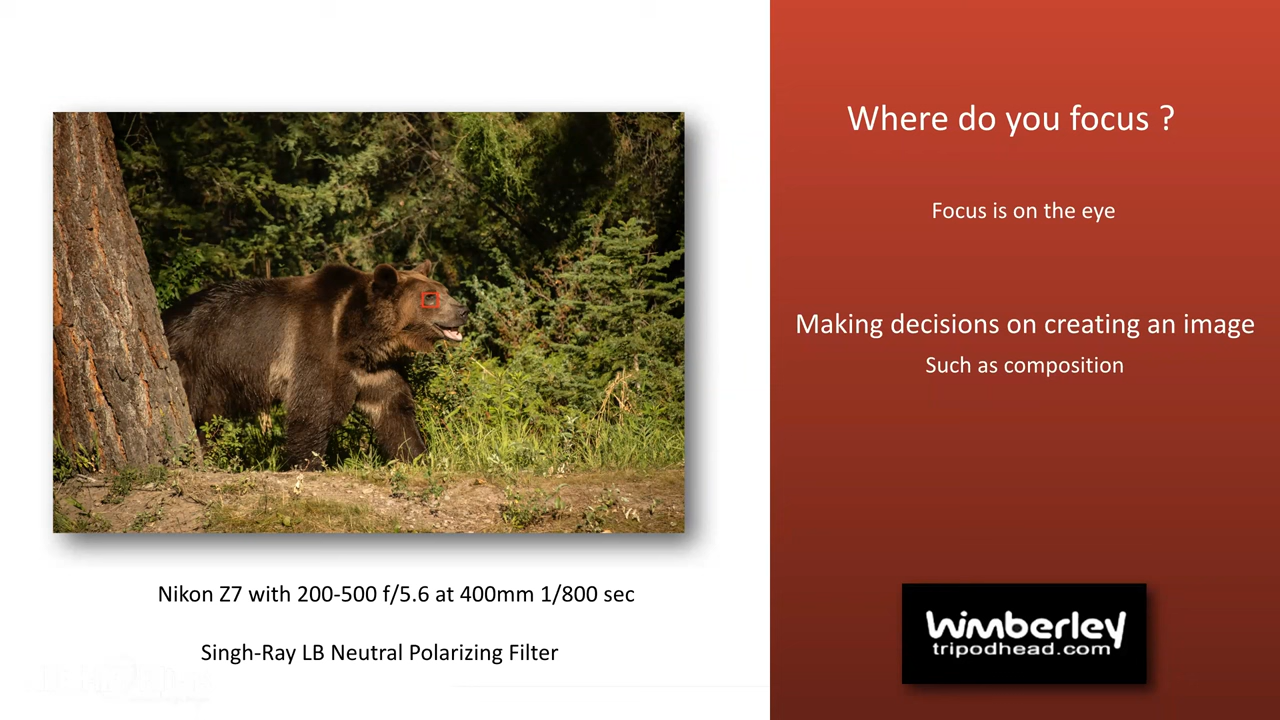 Where do you focus ?
Focus is on the eye
Making decisions on creating an image
Such as composition
Nikon Z7 with 200-500 f/5.6 at 400mm 1/800 sec
Singh-Ray LB Neutral Polarizing Filter
wimberley
tripodhead.com